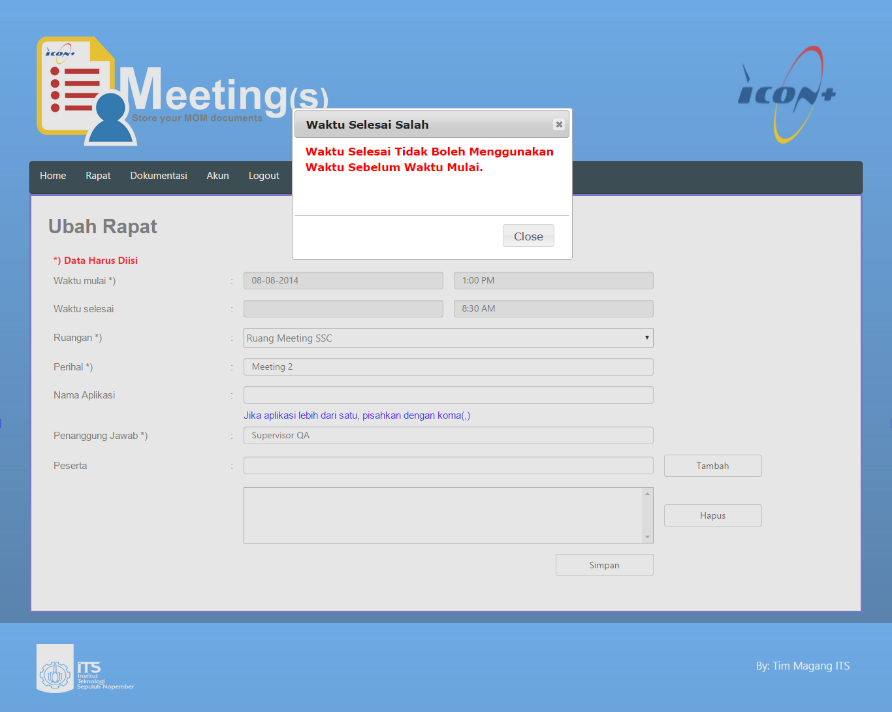 iCON+
Meeting(s)
Store your MOM documents
iCON+
Waktu Selesai Salah
Waktu Selesai Tidak Boleh Menggunakan
Waktu Sebelum Waktu Mulai.
Close
Home Rapat Dokumentasi Akun Logout
Ubah Rapat
*) Data Harus Diisi
Waktu mulai *) : 08-08-2014 1:00 PM
Waktu selesai : 8:30 AM
Ruangan *) : Ruang Meeting SSC
Perihal *) : Meeting 2
Nama Aplikasi :
Jika aplikasi lebih dari satu, pisahkan dengan koma(,)
Penanggung Jawab *) : Supervisor QA
Peserta : Tambah
Hapus
Simpan
iTS
Institut
Teknologi
Sepuluh Nopember
By: Tim Magang ITS